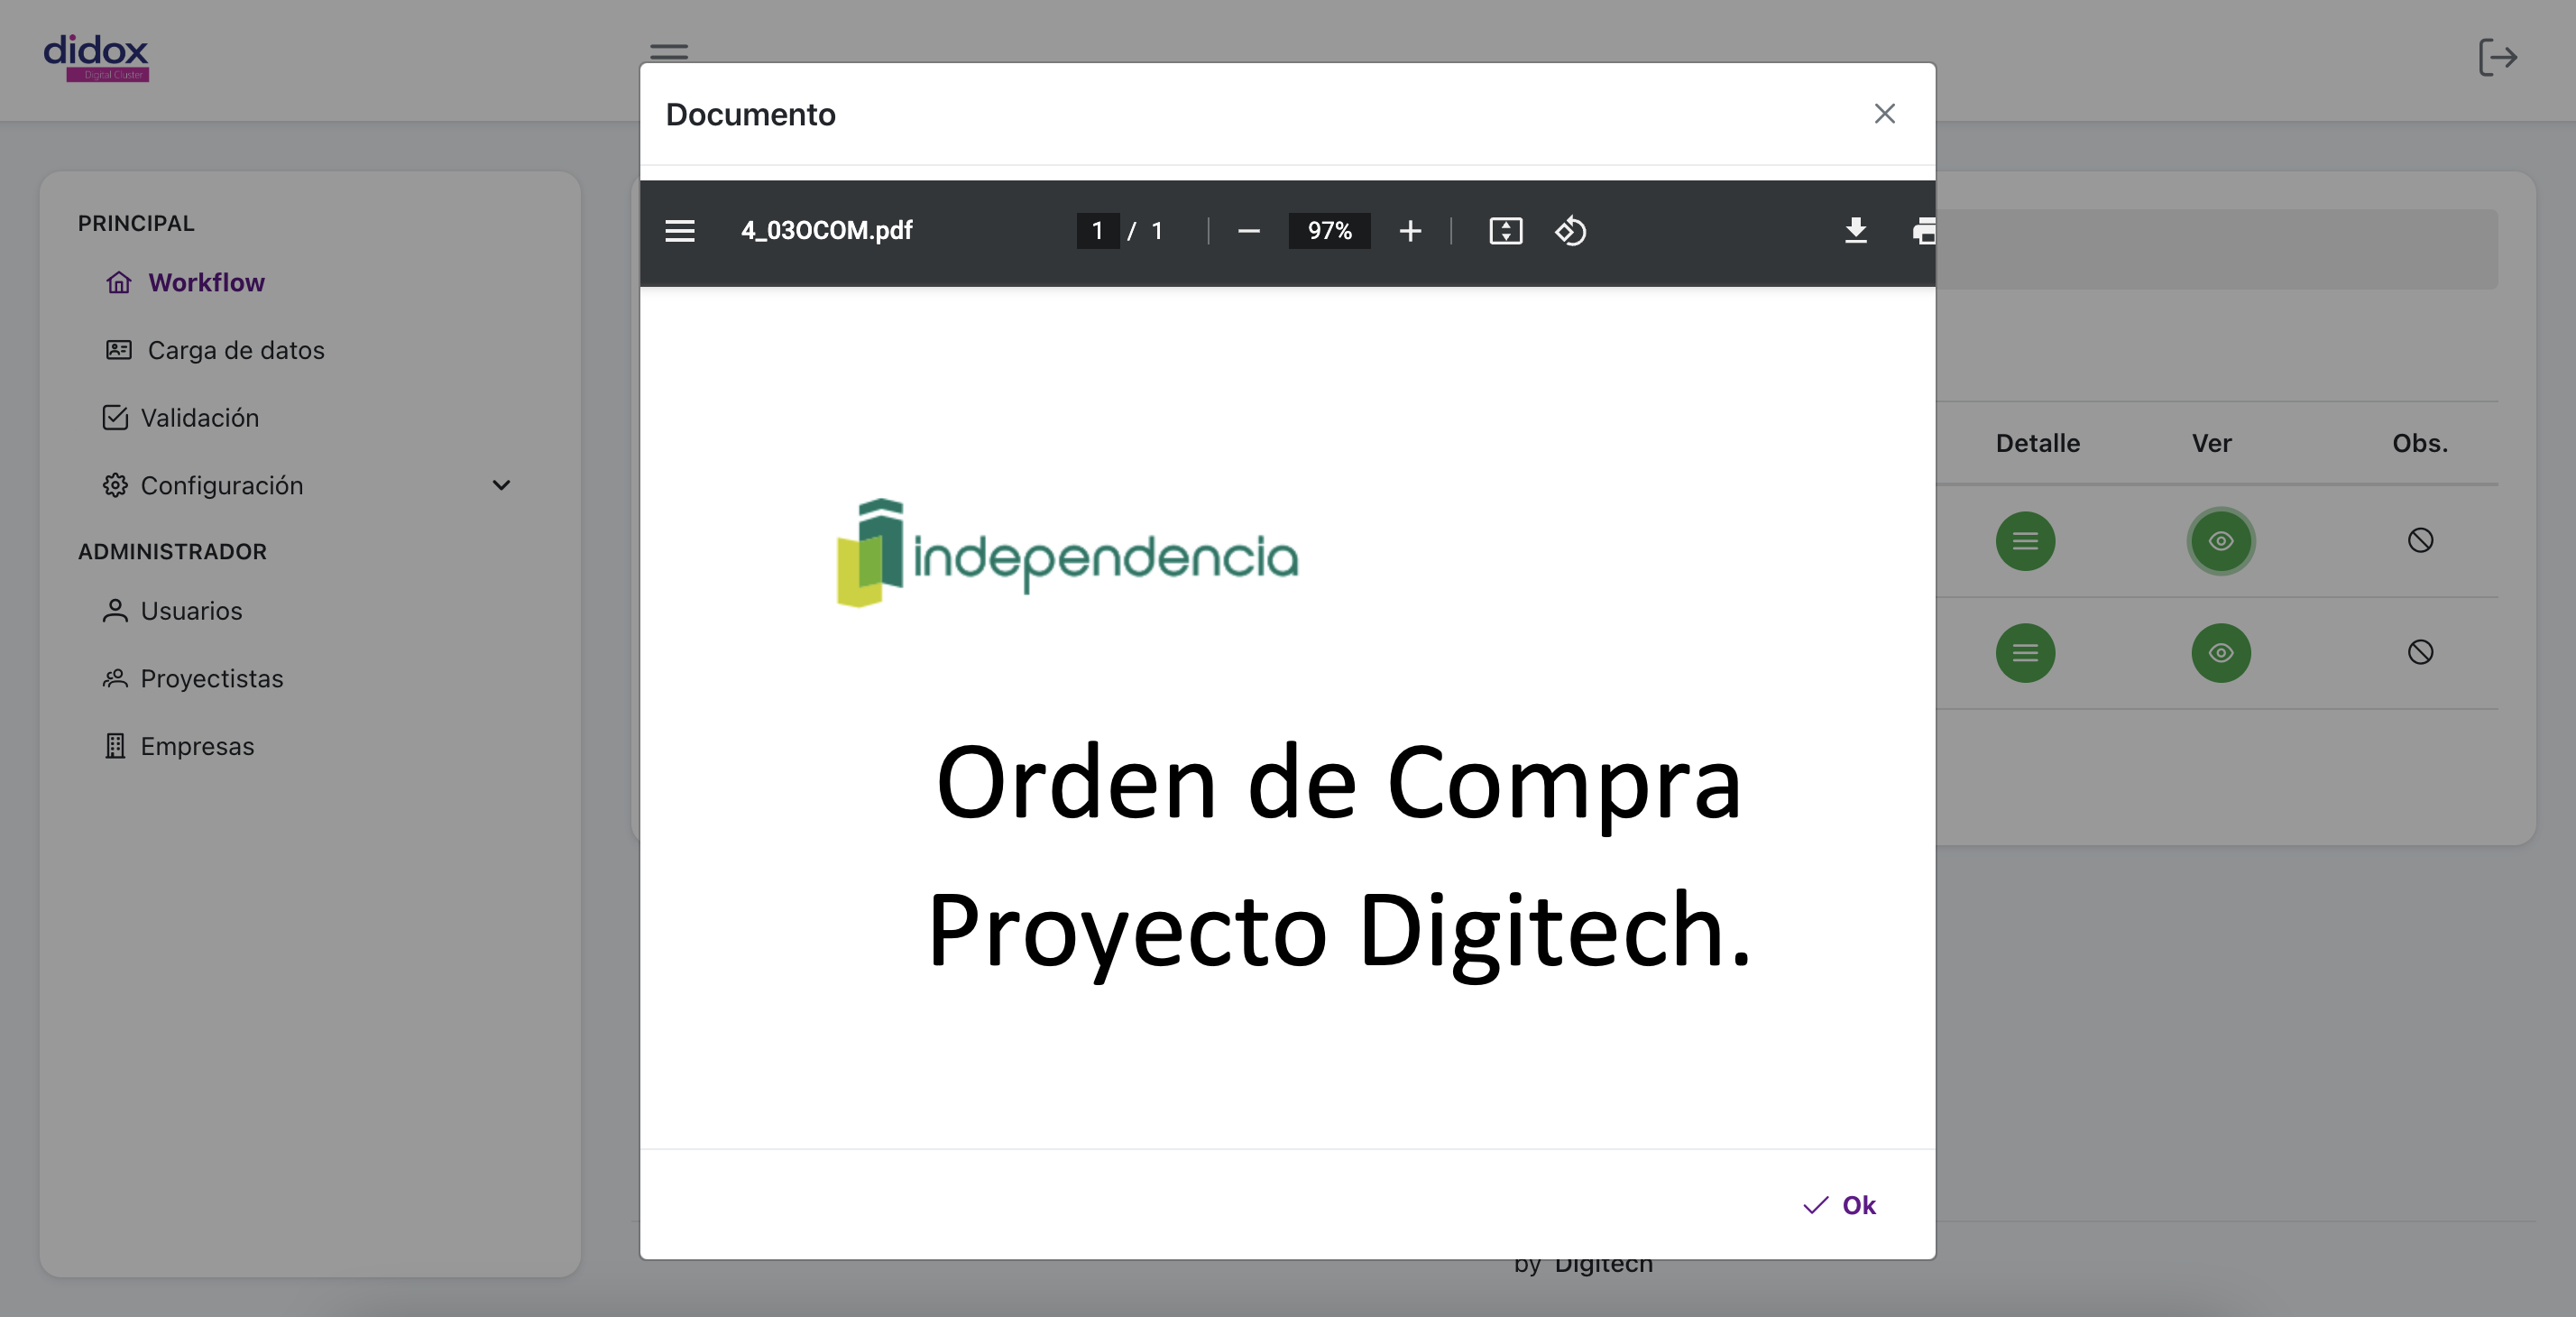 didox
Digital Cluster
PRINCIPAL
Workflow
Carga de datos
Validación
Configuración
ADMINISTRADOR
Usuarios
Proyectistas
Empresas
Documento
4_03OCOM.pdf
1 / 1
97%
independencia
Orden de Compra
Proyecto Digitech.
Ok
Detalle Ver Obs.
by Digitech